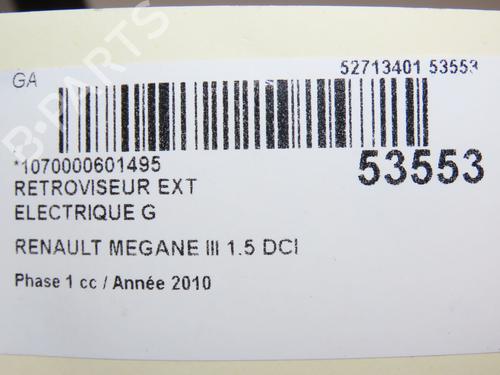 GA
52713401 53553
*1070000601495
53553
RETROVISEUR EXT
ELECTRIQUE G
RENAULT MEGANE III 1.5 DCI
Phase 1 cc / Année 2010
B-PARTS